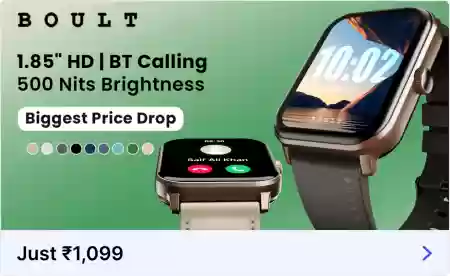 BOULT
1.85" HD | BT Calling
500 Nits Brightness
Biggest Price Drop
10:02
Saif Ali Khan
Just ₹1,099